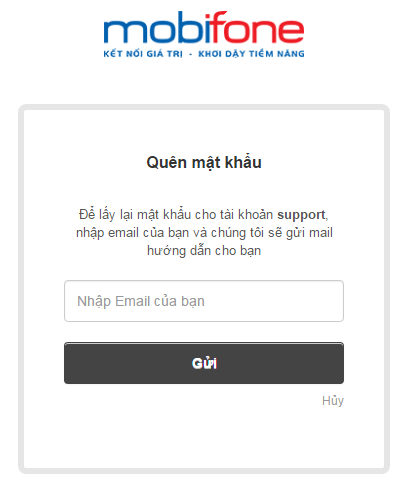 mobifone
KẾT NỐI GIÁ TRỊ - KHƠI DẬY TIỀM NĂNG
Quên mật khẩu
Để lấy lại mật khẩu cho tài khoản support,
nhập email của bạn và chúng tôi sẽ gửi mail
hướng dẫn cho bạn
Nhập Email của bạn
Gửi
Hủy